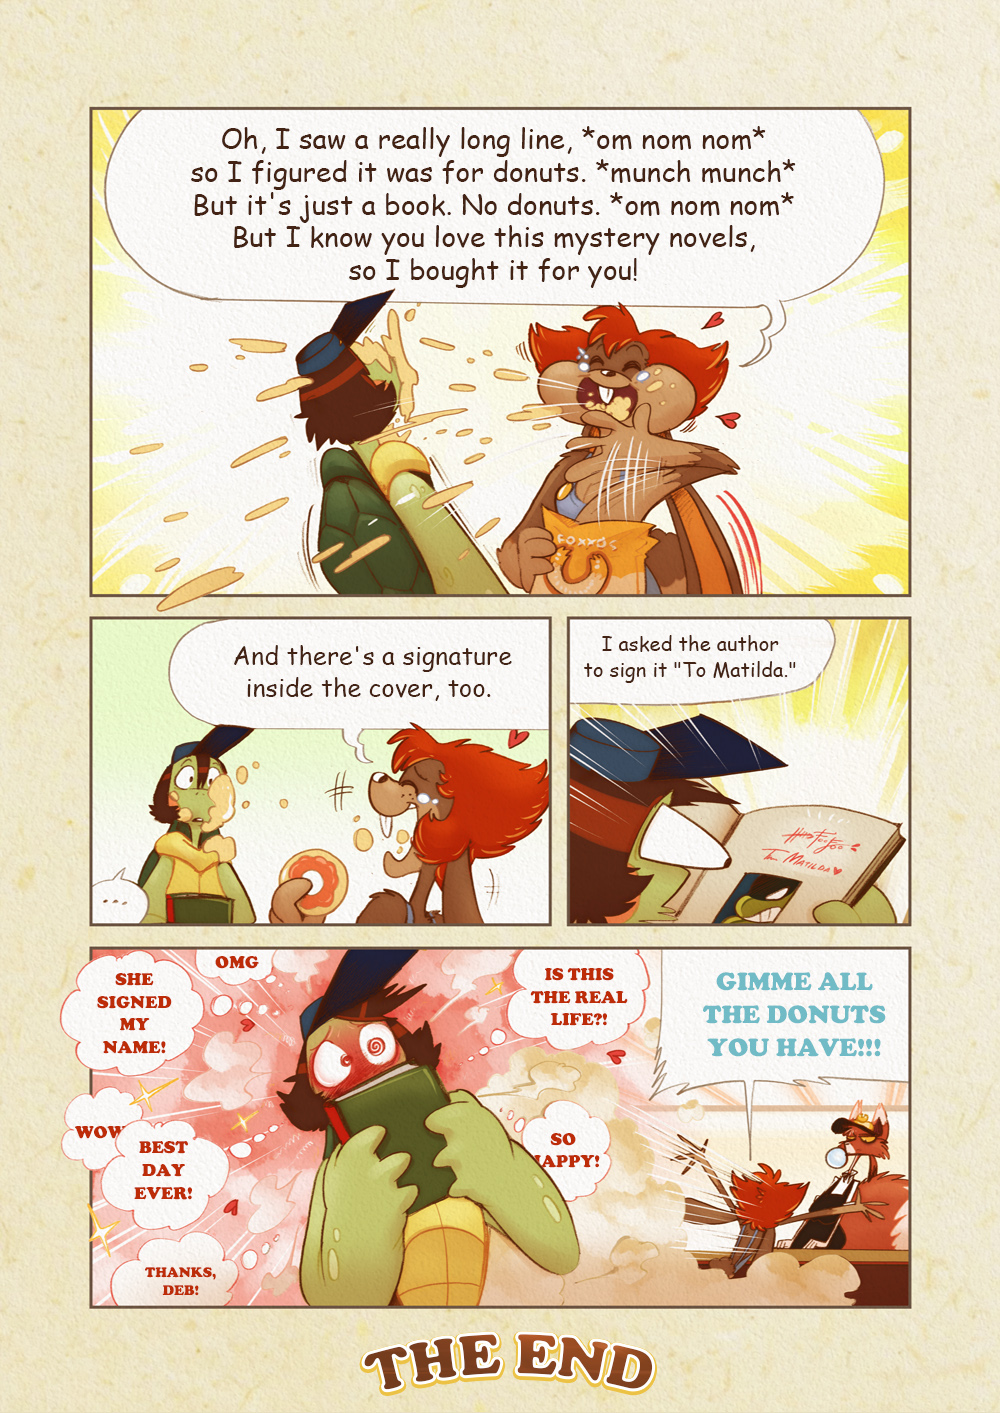 Oh, I saw a really long line, *om nom nom*
so I figured it was for donuts. *munch munch*
But it's just a book. No donuts. *om nom nom*
But I know you love this mystery novels,
so I bought it for you!
FOXXDS
And there's a signature
inside the cover, too.
I asked the author
to sign it "To Matilda."
To Matilda
SHE
SIGNED
MY
NAME!
OMG
IS THIS
THE REAL
LIFE?!
GIMME ALL
THE DONUTS
YOU HAVE!!!
WOW
BEST
DAY
EVER!
SO
HAPPY!
THANKS,
DEB!
THE END